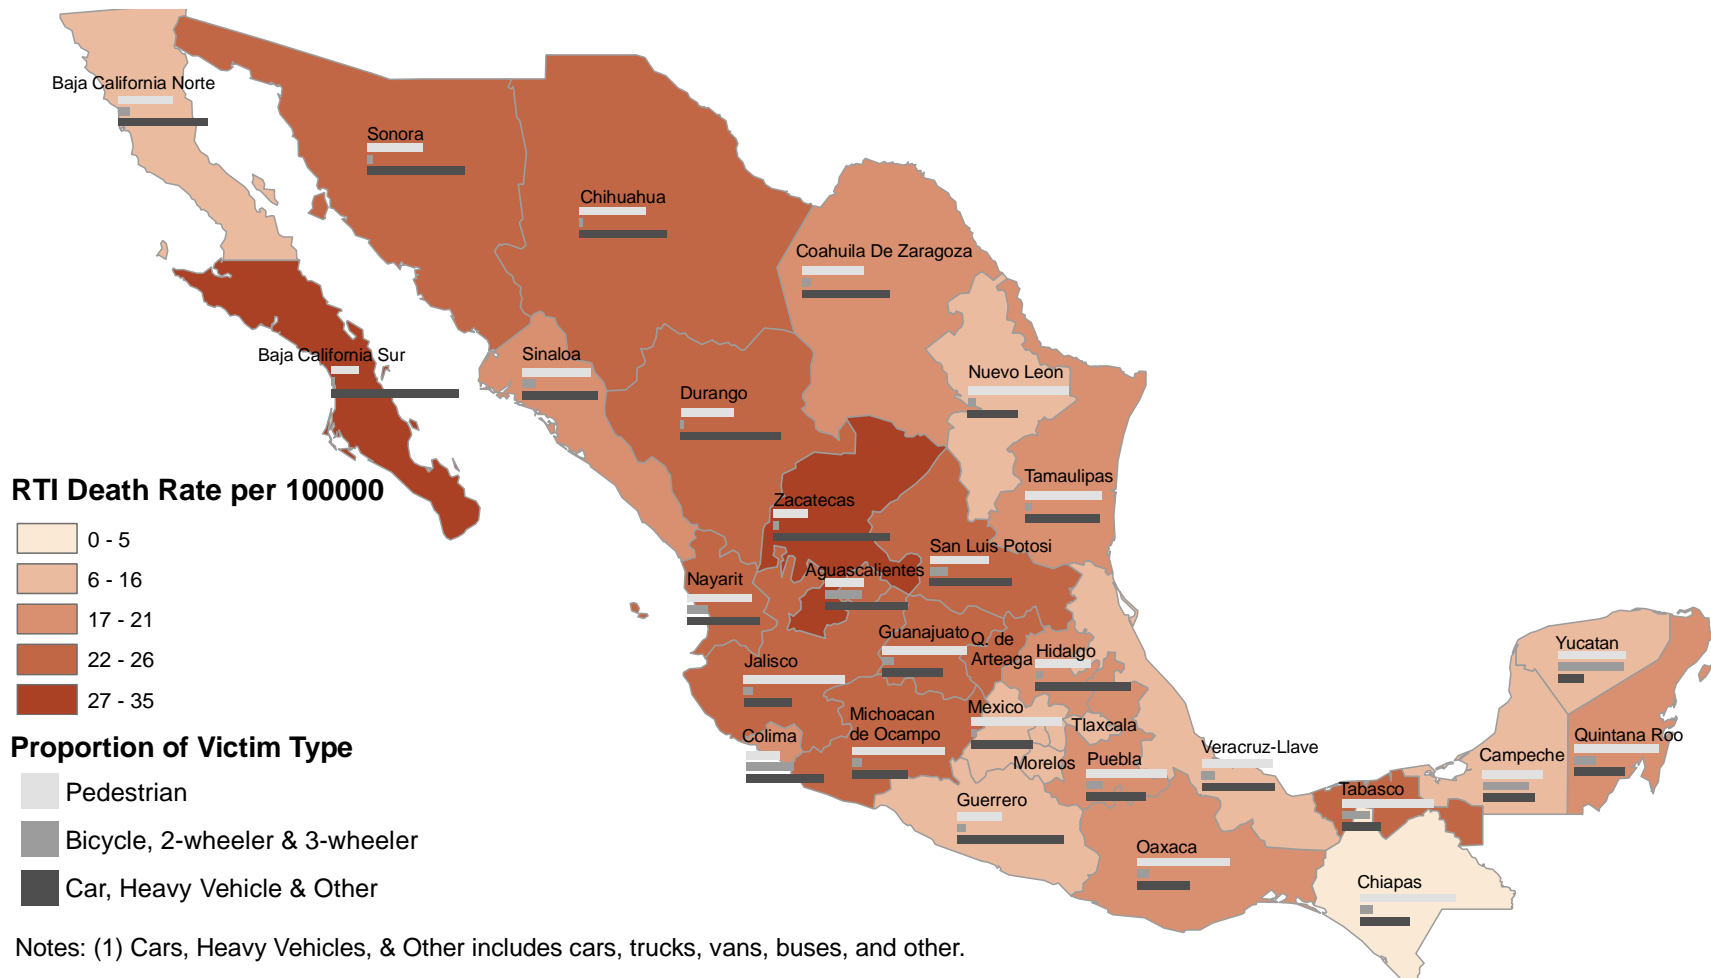 Baja California Norte
Sonora
Chihuahua
Coahuila De Zaragoza
Baja California Sur
Sinaloa
Nuevo Leon
Durango
Tamaulipas
RTI Death Rate per 100000
0 - 5
6 - 16
17 - 21
22 - 26
27 - 35
Zacatecas
San Luis Potosi
Aguascalientes
Nayarit
Guanajuato
Q. de
Arteaga
Hidalgo
Yucatan
Jalisco
Mexico
Michoacan
de Ocampo
Tlaxcala
Colima
Morelos
Puebla
Veracruz-Llave
Campeche
Quintana Roo
Tabasco
Guerrero
Oaxaca
Chiapas
Proportion of Victim Type
Pedestrian
Bicycle, 2-wheeler & 3-wheeler
Car, Heavy Vehicle & Other
Notes: (1) Cars, Heavy Vehicles, & Other includes cars, trucks, vans, buses, and other.